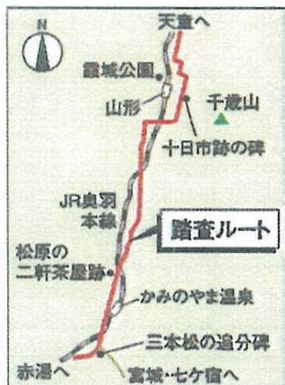 N
天童へ
霞城公園
山形
千歳山
十日市跡の碑
JR奥羽
本線
踏査ルート
松原の
二軒茶屋跡
かみのやま温泉
三本松の追分碑
赤湯へ
宮城・七ケ宿へ